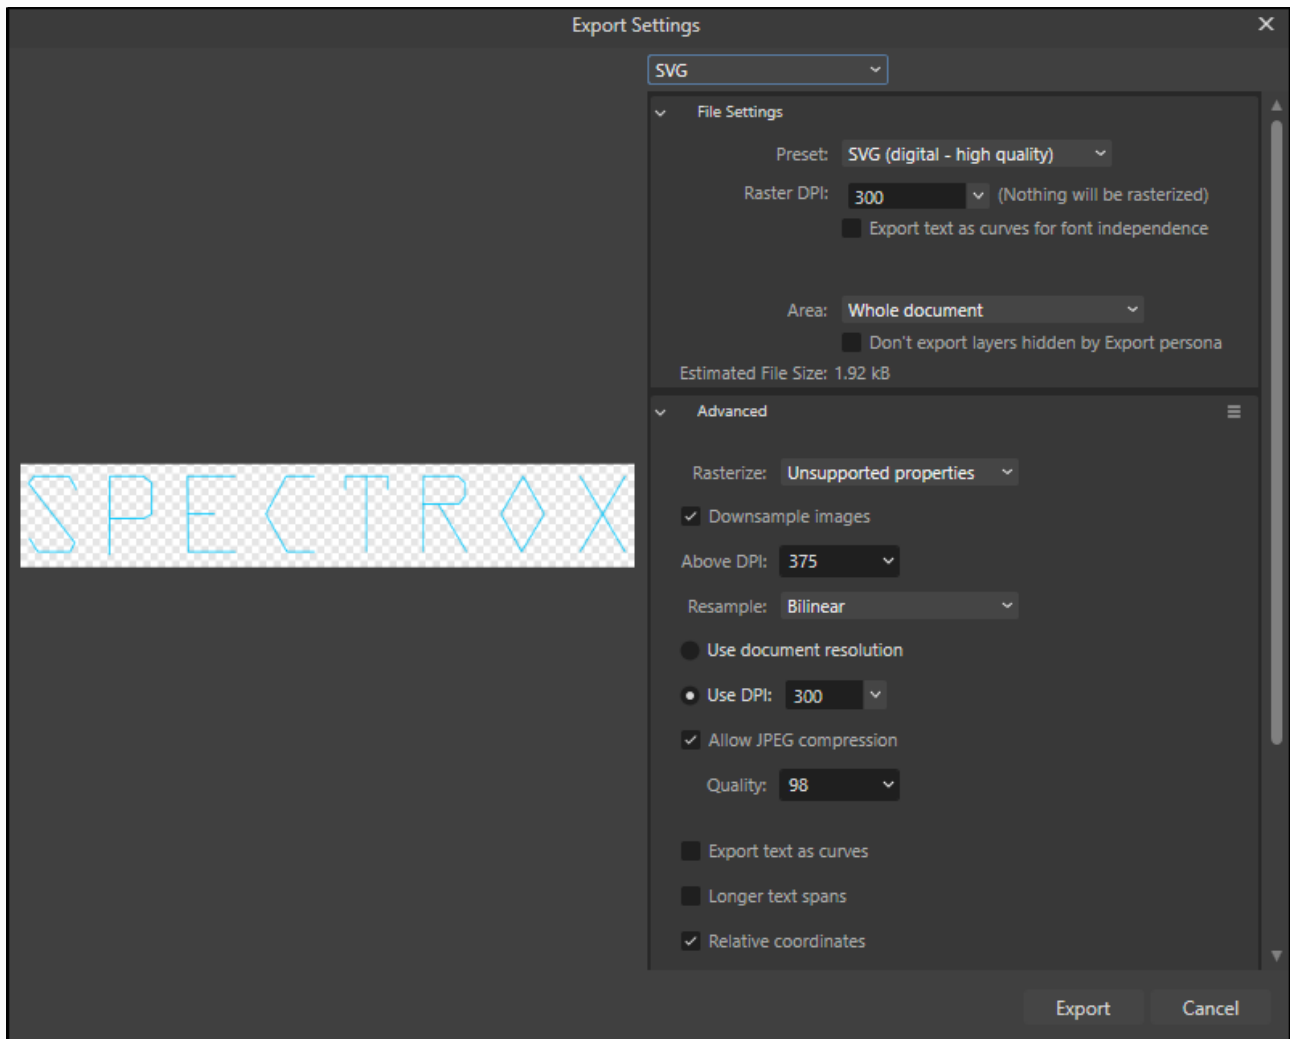 Export Settings
SVG
File Settings
Preset: SVG (digital - high quality)
Raster DPI: 300 (Nothing will be rasterized)
Export text as curves for font independence
Area: Whole document
Don't export layers hidden by Export persona
Estimated File Size: 1.92 kB
Advanced
SPECTROX
Rasterize: Unsupported properties
Downsample images
Above DPI: 375
Resample: Bilinear
Use document resolution
Use DPI: 300
Allow JPEG compression
Quality: 98
Export text as curves
Longer text spans
Relative coordinates
Export
Cancel